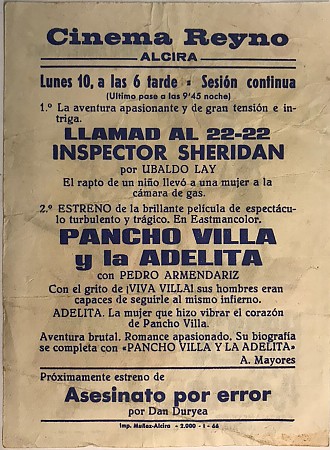 Cinema Reyno
ALCIRA
Lunes 10, a las 6 tarde - Sesión continua
(Ultimo pase a las 9'45 noche)
1.º La aventura apasionante y de gran tensión e in-
triga.
LLAMAD AL 22-22
INSPECTOR SHERIDAN
por UBALDO LAY
El rapto de un niño llevó a una mujer a la
cámara de gas.
2.º ESTRENO de la brillante película de espectácu-
lo turbulento y trágico. En Eastmancolor.
PANCHO VILLA
y la ADELITA
con PEDRO ARMENDARIZ
Con el grito de ¡VIVA VILLA! sus hombres eran
capaces de seguirle al mismo infierno.
ADELITA. La mujer que hizo vibrar el corazón
de Pancho Villa.
Aventura brutal. Romance apasionado. Su biografía
se completa con «PANCHO VILLA Y LA ADELITA»
A. Mayores
Próximamente estreno de
Asesinato por error
por Dan Duryea
Imp. Muñoz-Alcira - 2.000 - 1 - 66